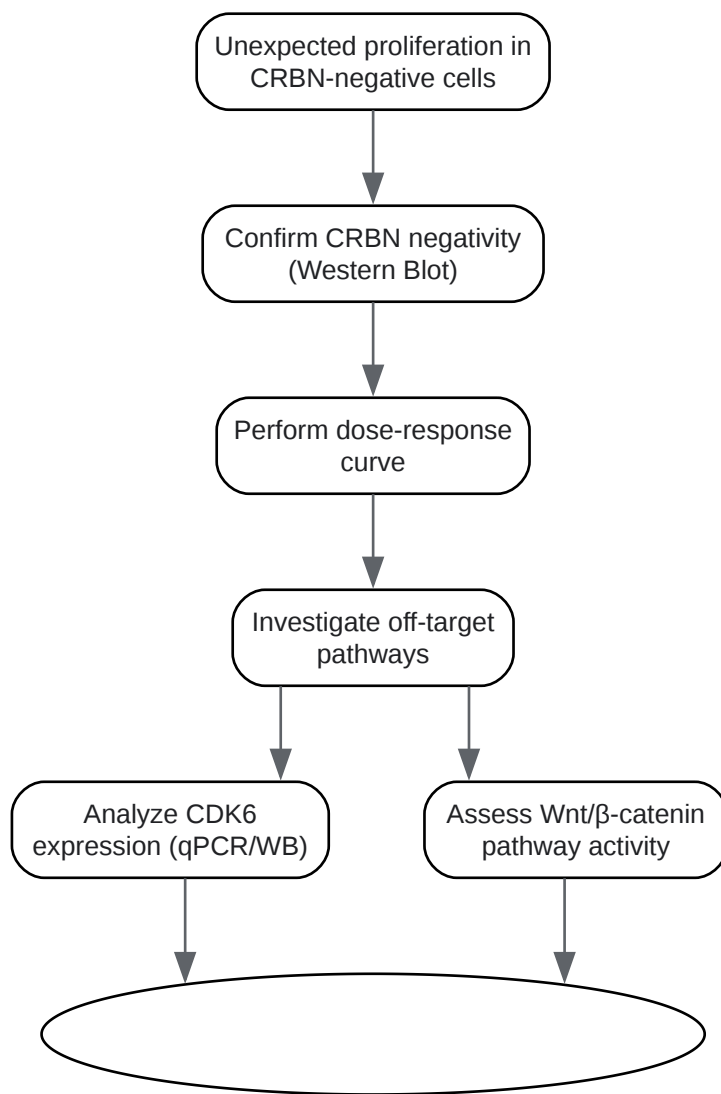 Unexpected proliferation in
CRBN-negative cells
Confirm CRBN negativity
(Western Blot)
Perform dose-response
curve
Investigate off-target
pathways
Analyze CDK6
expression (qPCR/WB)
Assess Wnt/β-catenin
pathway activity